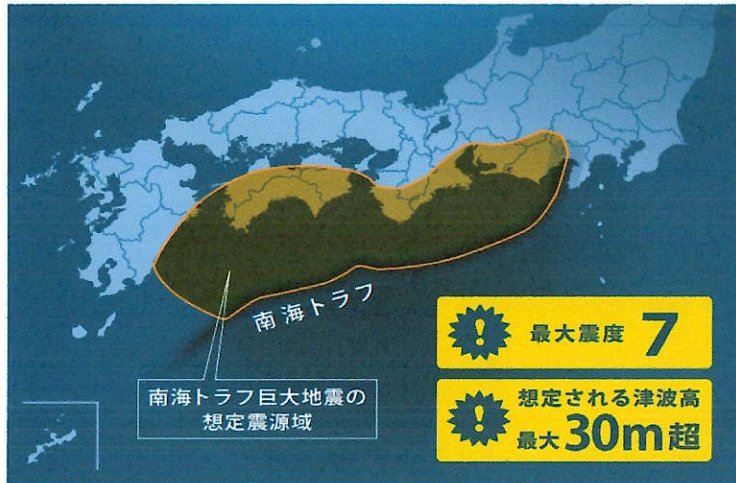 南海トラフ
南海トラフ巨大地震の
想定震源域
最大震度 7
想定される津波高
最大30m超